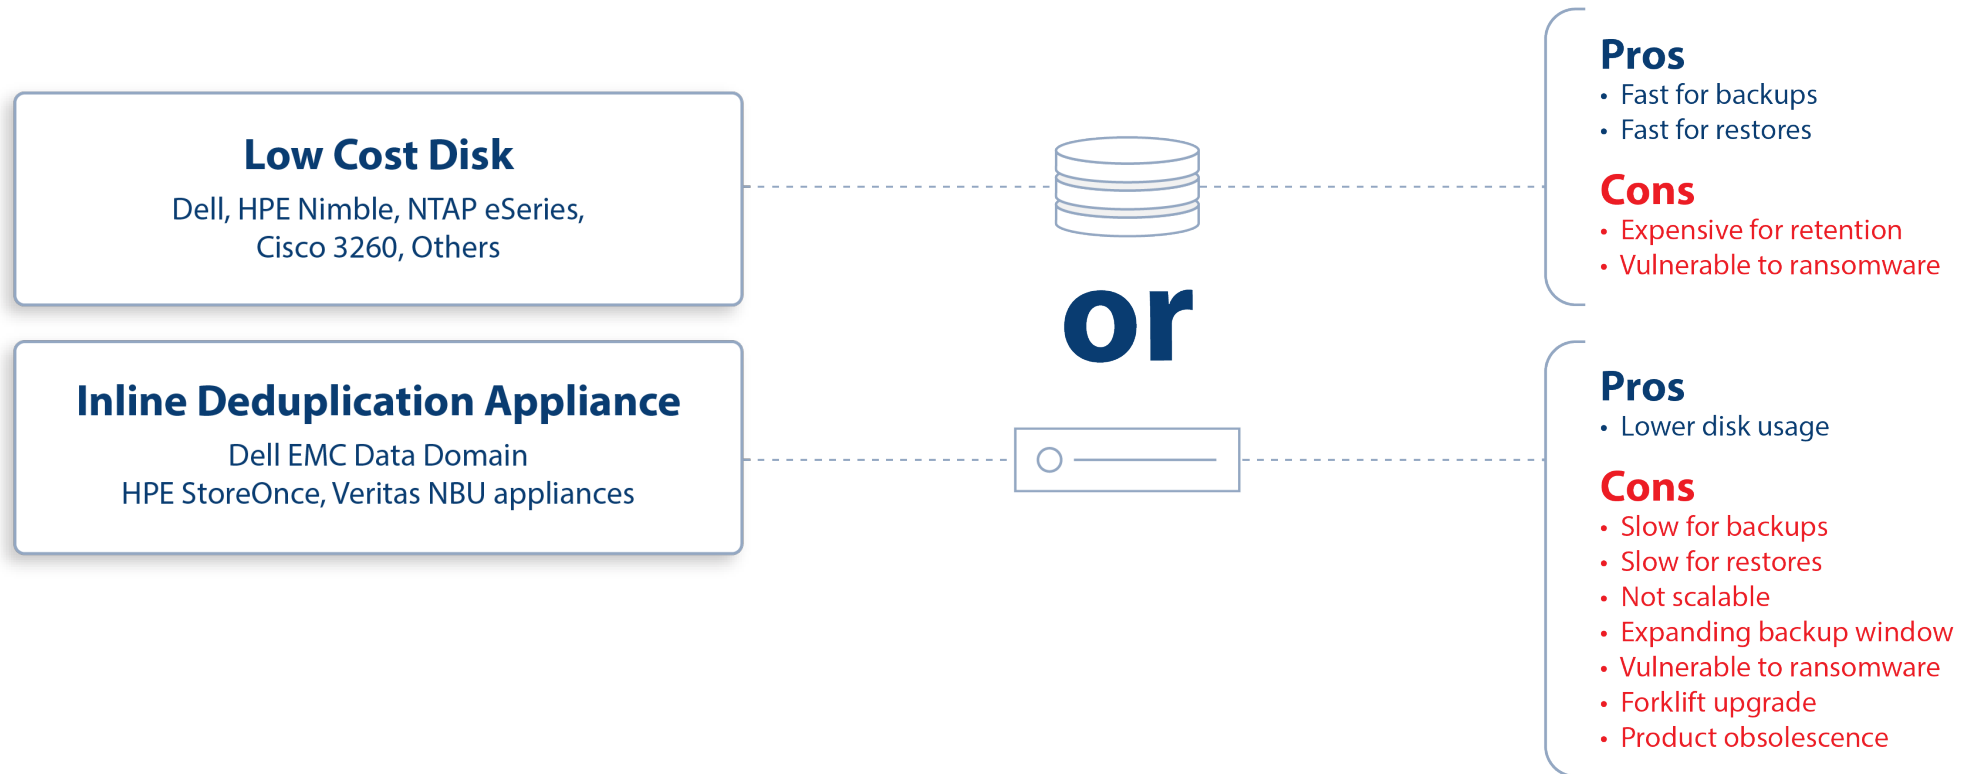 Low Cost Disk
Dell, HPE Nimble, NTAP eSeries,
Cisco 3260, Others
Pros
• Fast for backups
• Fast for restores
Cons
• Expensive for retention
• Vulnerable to ransomware
or
Inline Deduplication Appliance
Dell EMC Data Domain
HPE StoreOnce, Veritas NBU appliances
Pros
• Lower disk usage
Cons
• Slow for backups
• Slow for restores
• Not scalable
• Expanding backup window
• Vulnerable to ransomware
• Forklift upgrade
• Product obsolescence